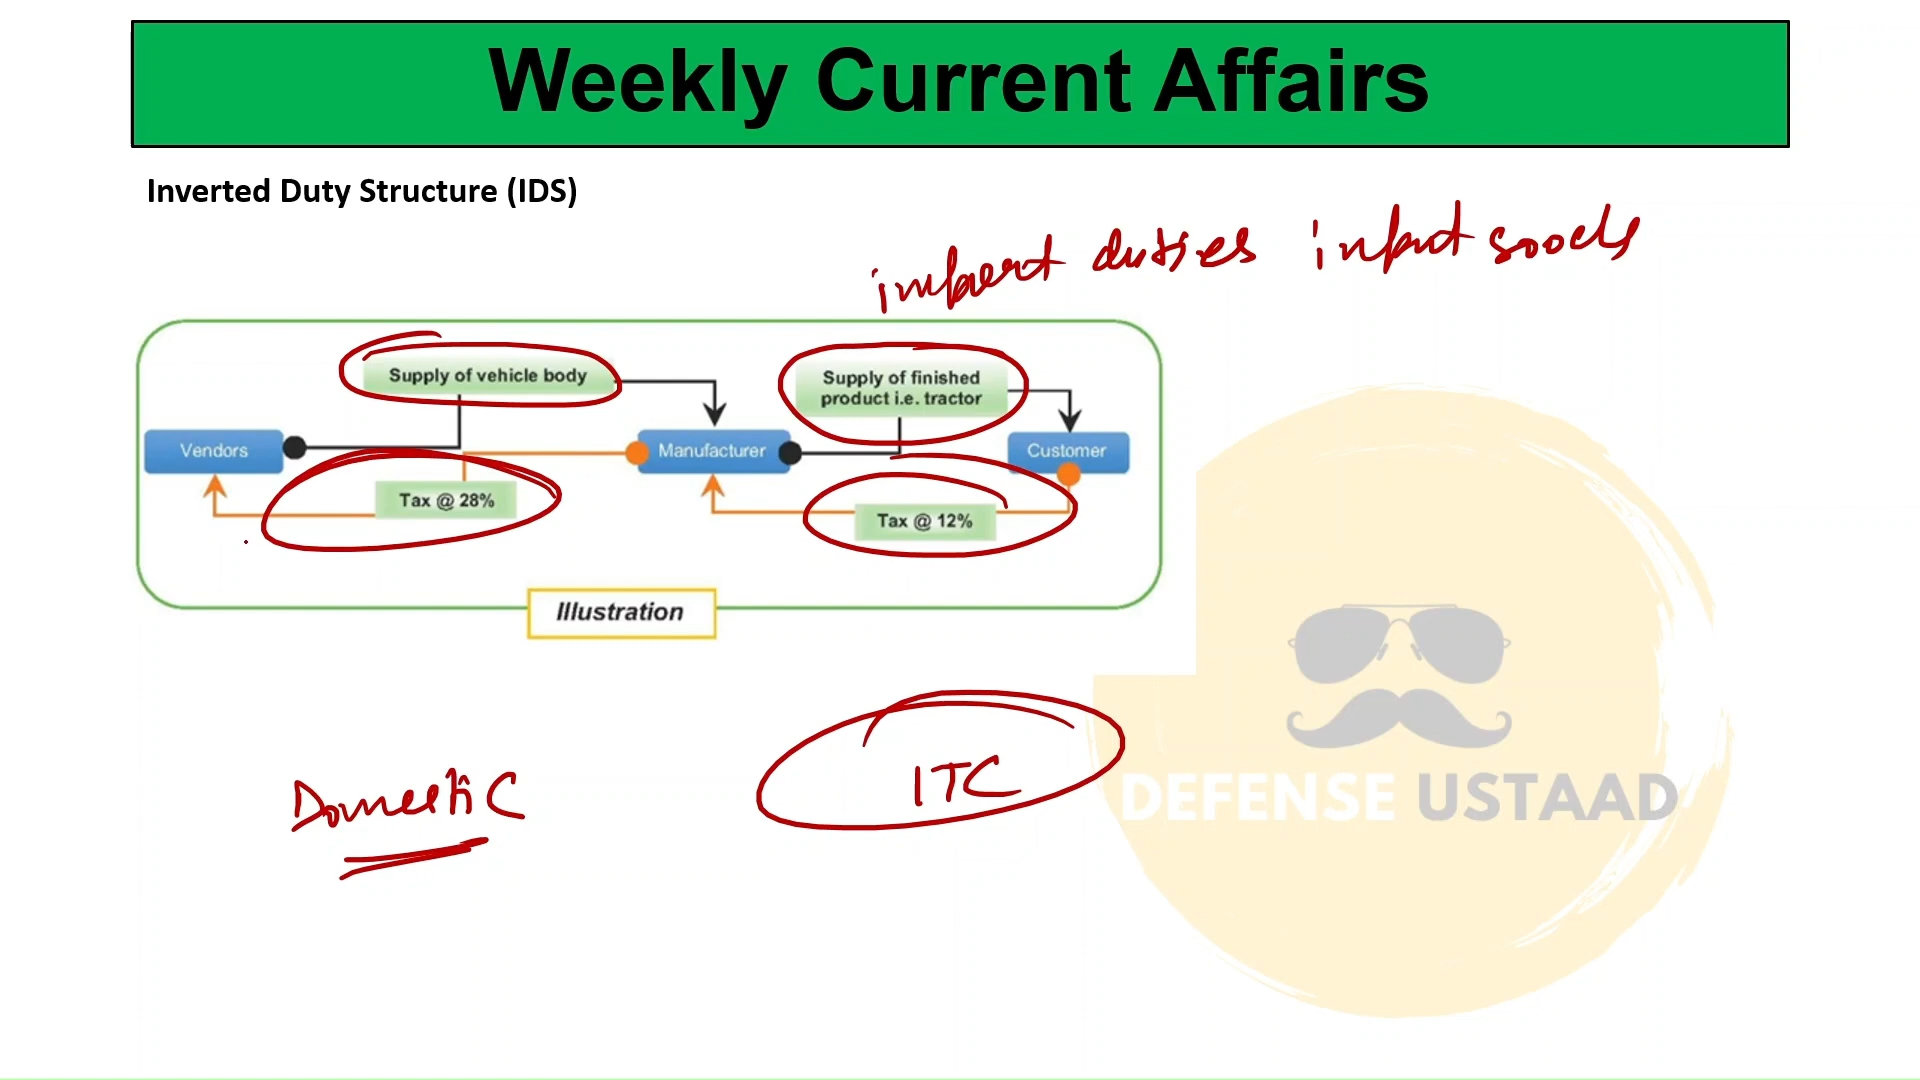 Weekly Current Affairs
Inverted Duty Structure (IDS)
import duties input goods
Supply of vehicle body
Supply of finished
product i.e. tractor
Vendors
Manufacturer
Customer
Tax @ 28%
Tax @ 12%
Illustration
Domestic
ITC
DEFENSE USTAAD